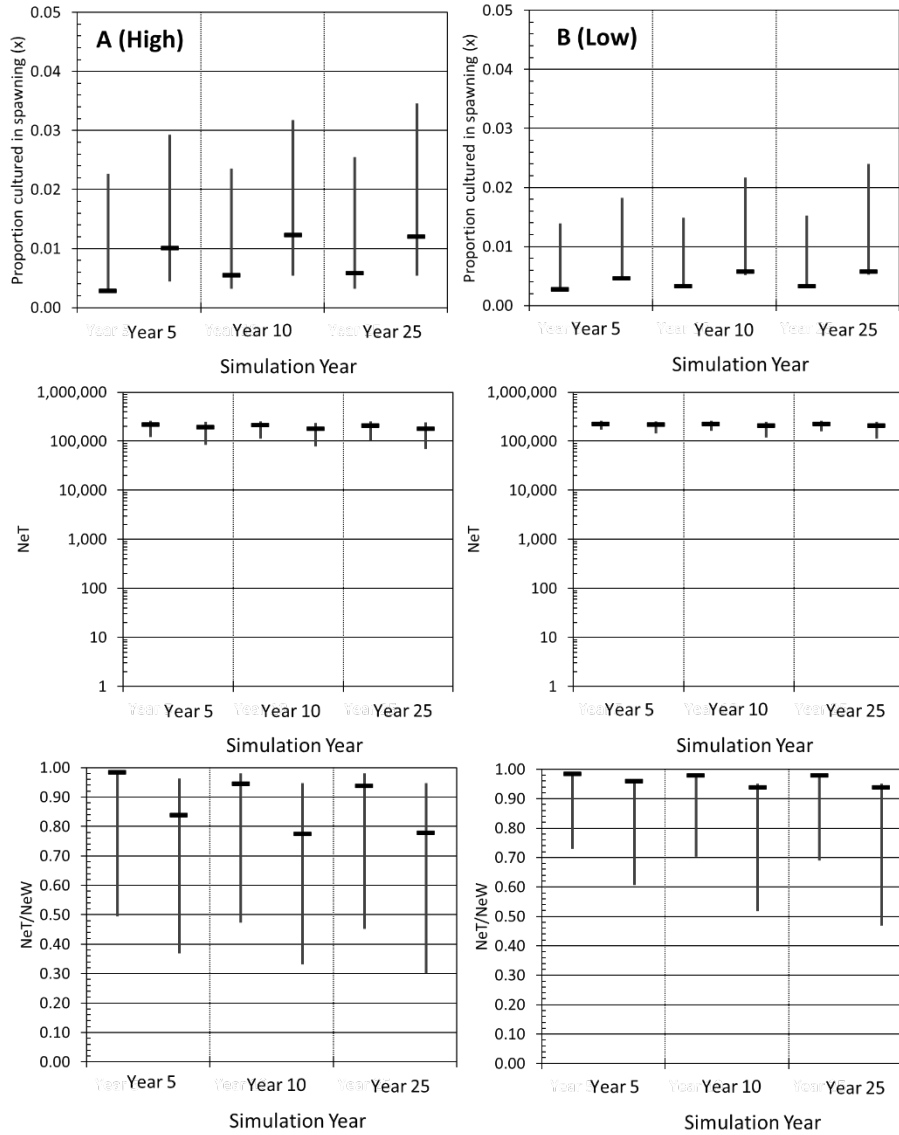 A (High)
Proportion cultured in spawning (x)
0.05
0.04
0.03
0.02
0.01
0.00
Year 5 Year 10 Year 25
Simulation Year
B (Low)
Proportion cultured in spawning (x)
0.05
0.04
0.03
0.02
0.01
0.00
Year 5 Year 10 Year 25
Simulation Year
NeT
1,000,000
100,000
10,000
1,000
100
10
1
Year 5 Year 10 Year 25
Simulation Year
NeT
1,000,000
100,000
10,000
1,000
100
10
1
Year 5 Year 10 Year 25
Simulation Year
NeT/NeW
1.00
0.90
0.80
0.70
0.60
0.50
0.40
0.30
0.20
0.10
0.00
Year 5 Year 10 Year 25
Simulation Year
NeT/NeW
1.00
0.90
0.80
0.70
0.60
0.50
0.40
0.30
0.20
0.10
0.00
Year 5 Year 10 Year 25
Simulation Year